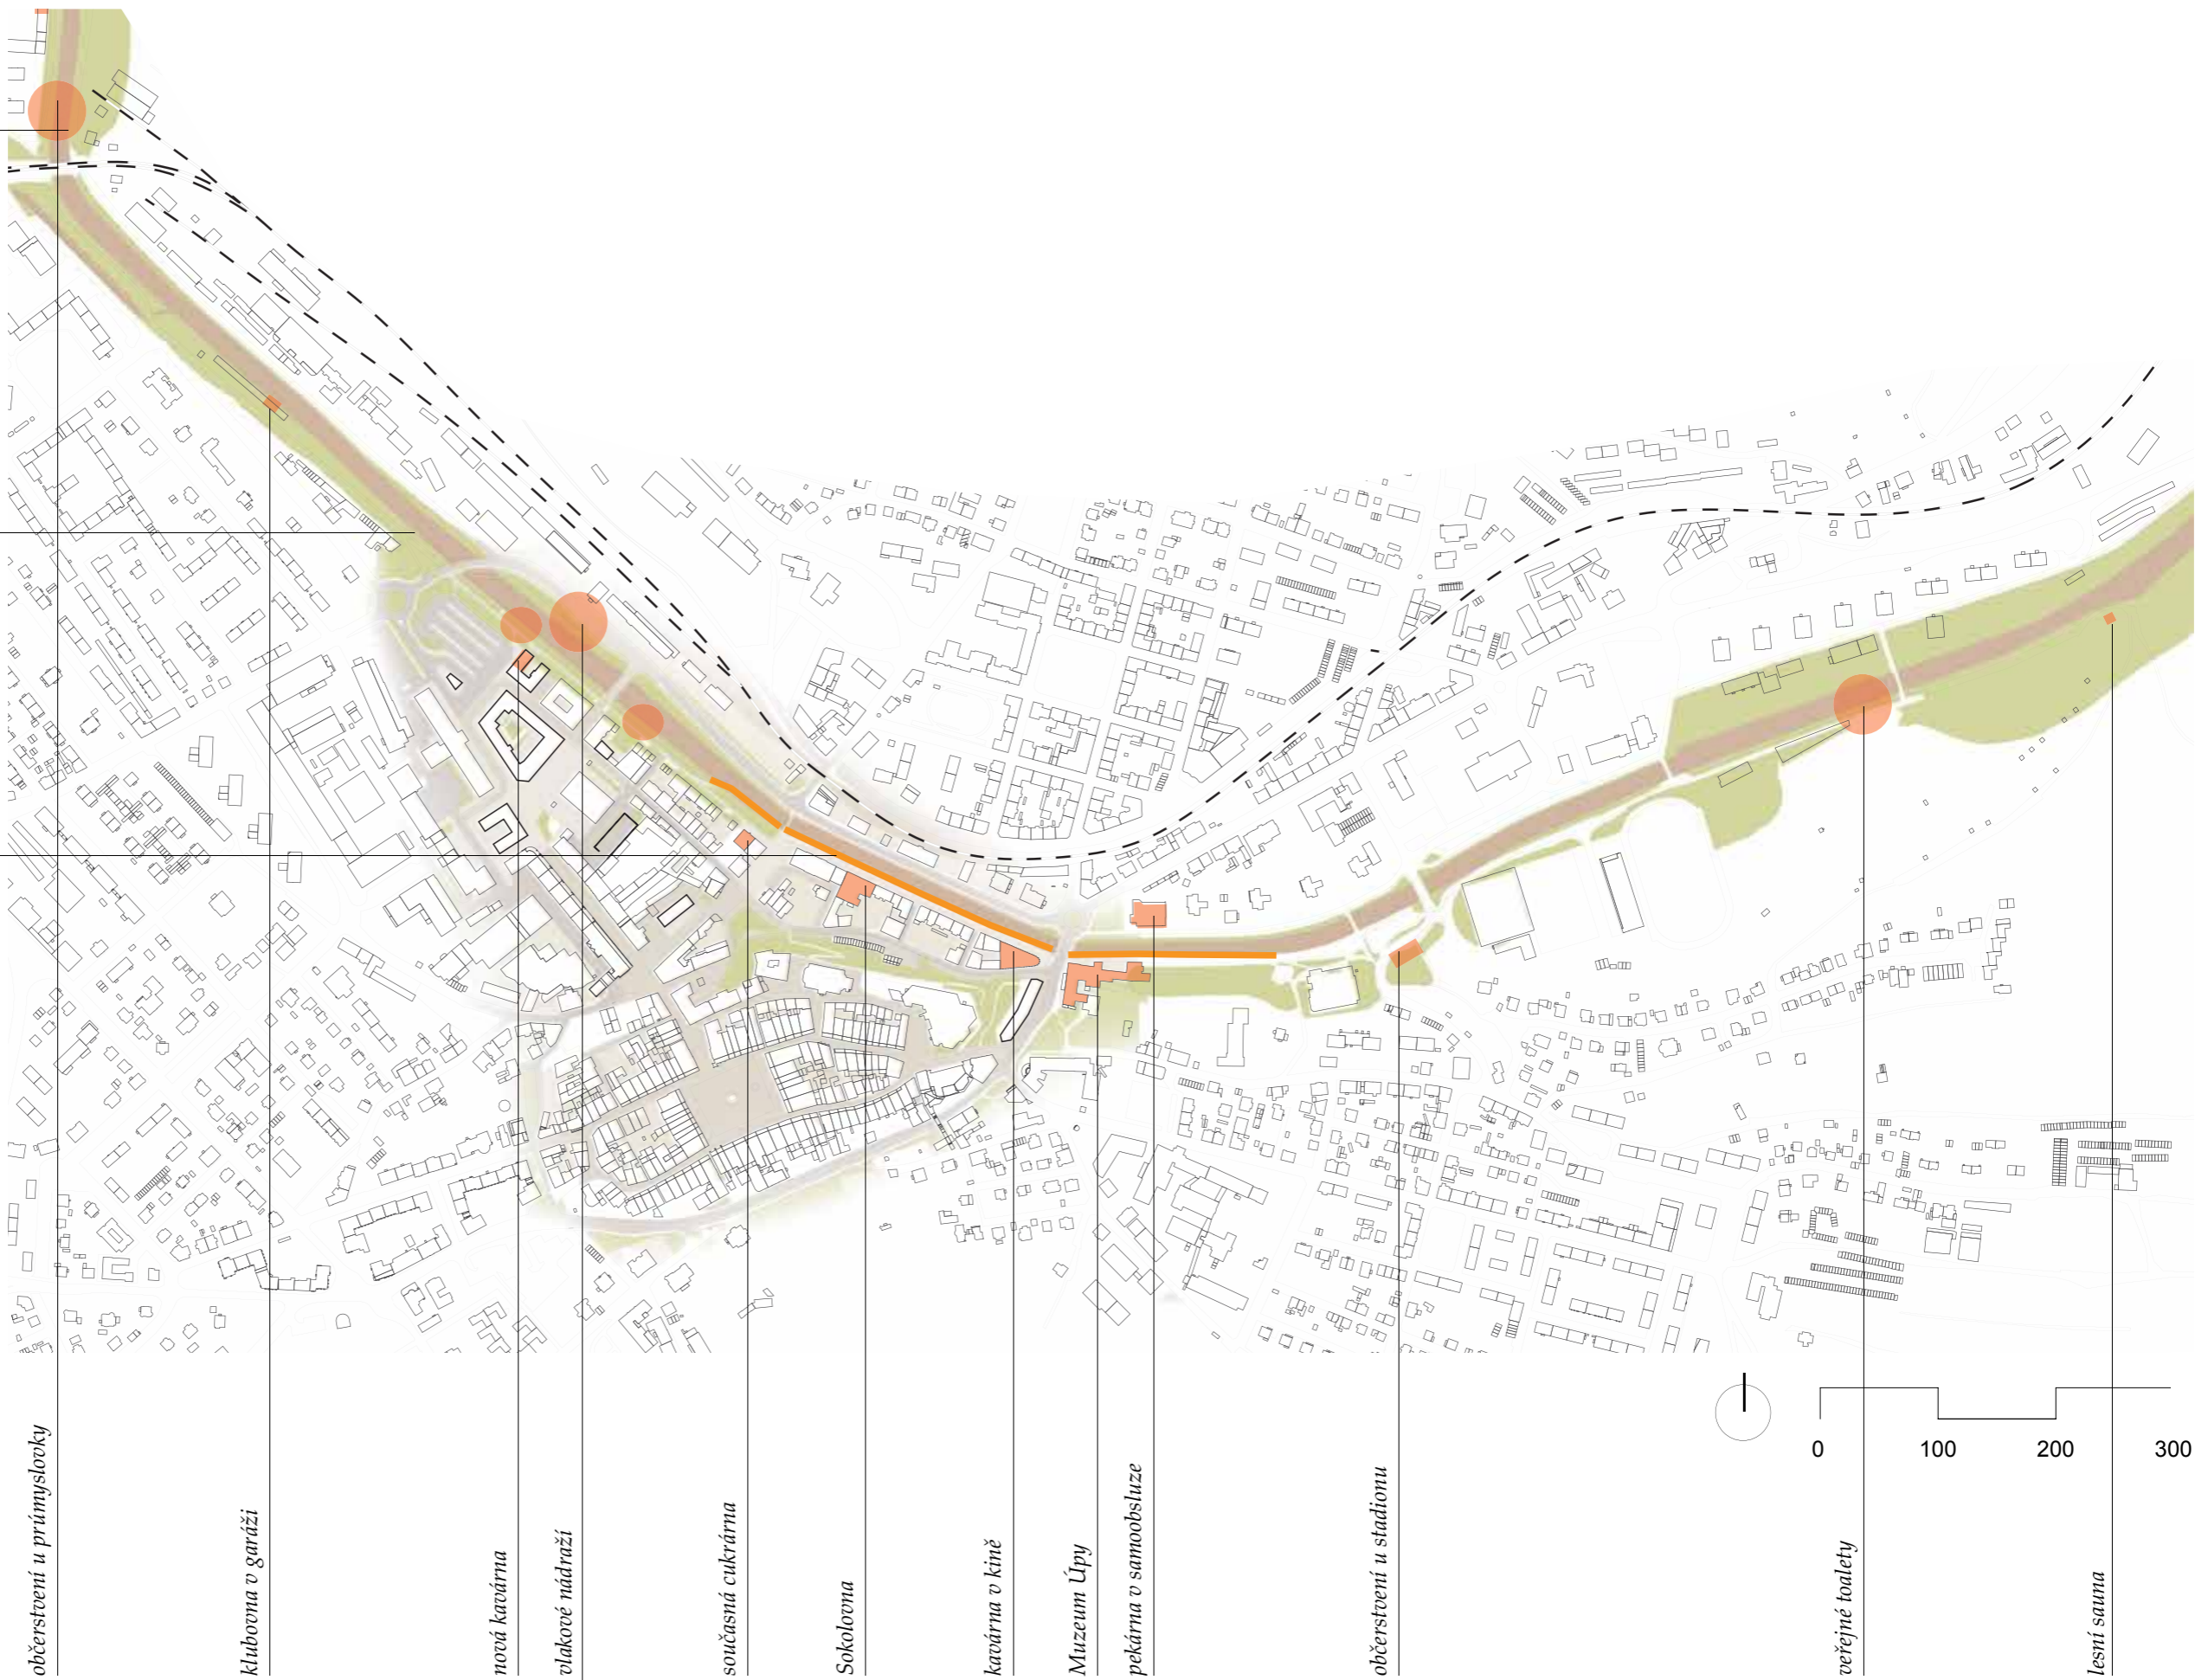 0 100 200 300
občerstvení u prúmyslovky
klubovna v garáži
nová kavárna
vlakové nádraží
současná cukrárna
Sokolovna
kavárna v kině
Muzeum Úpy
pekárna v samoobsluze
občerstvení u stadionu
veřejné toalety
lesní sauna